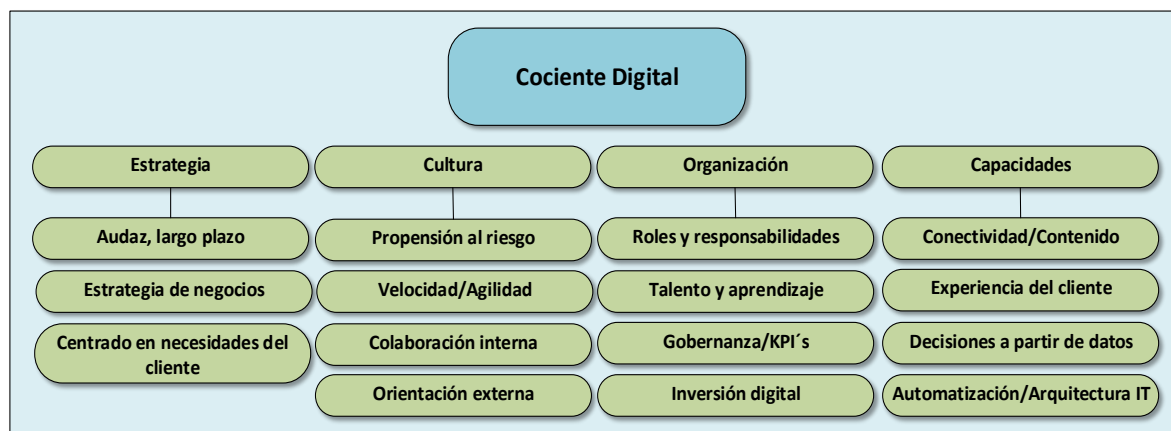 Cociente Digital
Estrategia
Cultura
Organización
Capacidades
Audaz, largo plazo
Propensión al riesgo
Roles y responsabilidades
Conectividad/Contenido
Estrategia de negocios
Velocidad/Agilidad
Talento y aprendizaje
Experiencia del cliente
Centrado en necesidades del
cliente
Colaboración interna
Gobernanza/KPI´s
Decisiones a partir de datos
Orientación externa
Inversión digital
Automatización/Arquitectura IT